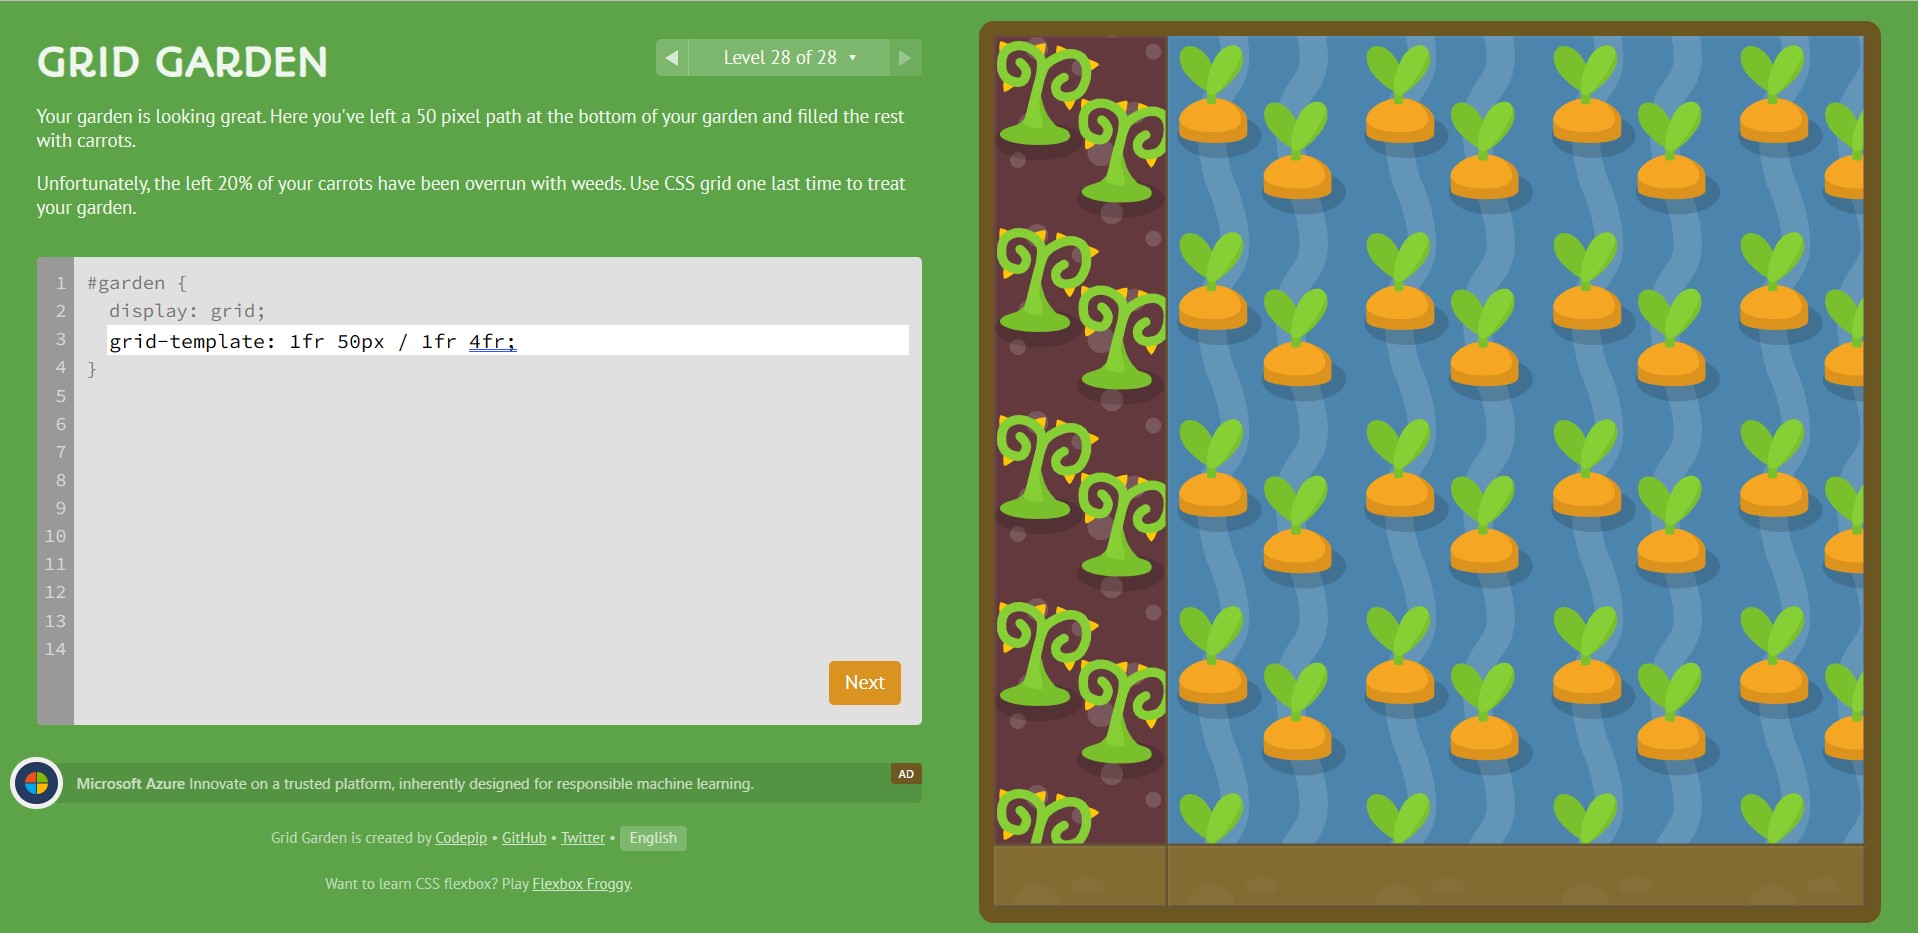 GRID GARDEN
Level 28 of 28
Your garden is looking great. Here you've left a 50 pixel path at the bottom of your garden and filled the rest
with carrots.
Unfortunately, the left 20% of your carrots have been overrun with weeds. Use CSS grid one last time to treat
your garden.
1 #garden {
2 display: grid;
3 grid-template: 1fr 50px / 1fr 4fr;
4 }
5
6
7
8
9
10
11
12
13
14
Next
AD
Microsoft Azure Innovate on a trusted platform, inherently designed for responsible machine learning.
Grid Garden is created by Codepip • GitHub • Twitter • English
Want to learn CSS flexbox? Play Flexbox Froggy.